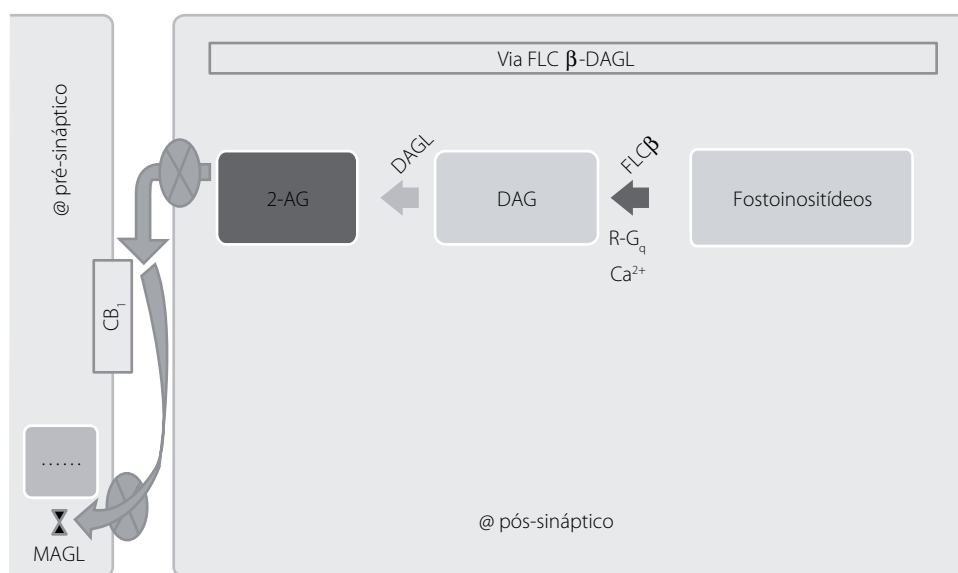 Via FLC β-DAGL
@ pré-sináptico
DAGL
FLCβ
2-AG
DAG
Fostoinositídeos
R-Gq
Ca²⁺
CB₁
......
@ pós-sináptico
MAGL